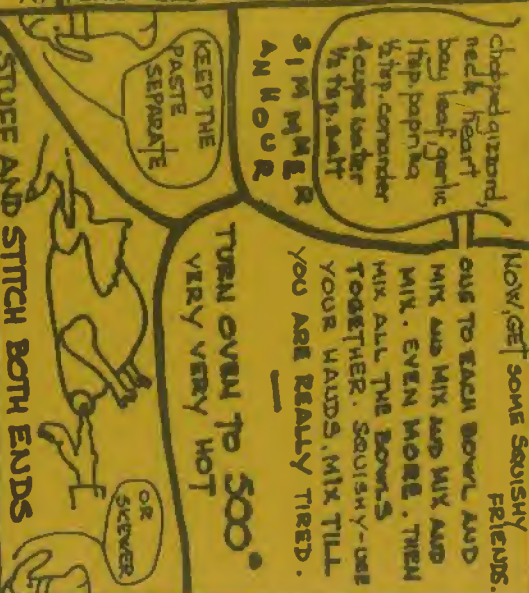 chopped gizzard,
neck, heart
bay leaf, garlic
1 tsp. paprika
½ tsp. coriander
4 cups water
½ tsp. salt
SIMMER
AN HOUR
KEEP THE
PASTE
SEPARATE
NOW, GET SOME SQUISHY
FRIENDS.
ONE TO EACH BOWL AND
MIX AND MIX AND MIX AND
MIX. EVEN MORE. THEN
MIX ALL THE BOWLS
TOGETHER. SQUISHY-USE
YOUR HANDS. MIX TILL
YOU ARE REALLY TIRED.
TURN OVEN TO 500°
VERY VERY HOT
STUFF AND STITCH BOTH ENDS
OR
SKEWER